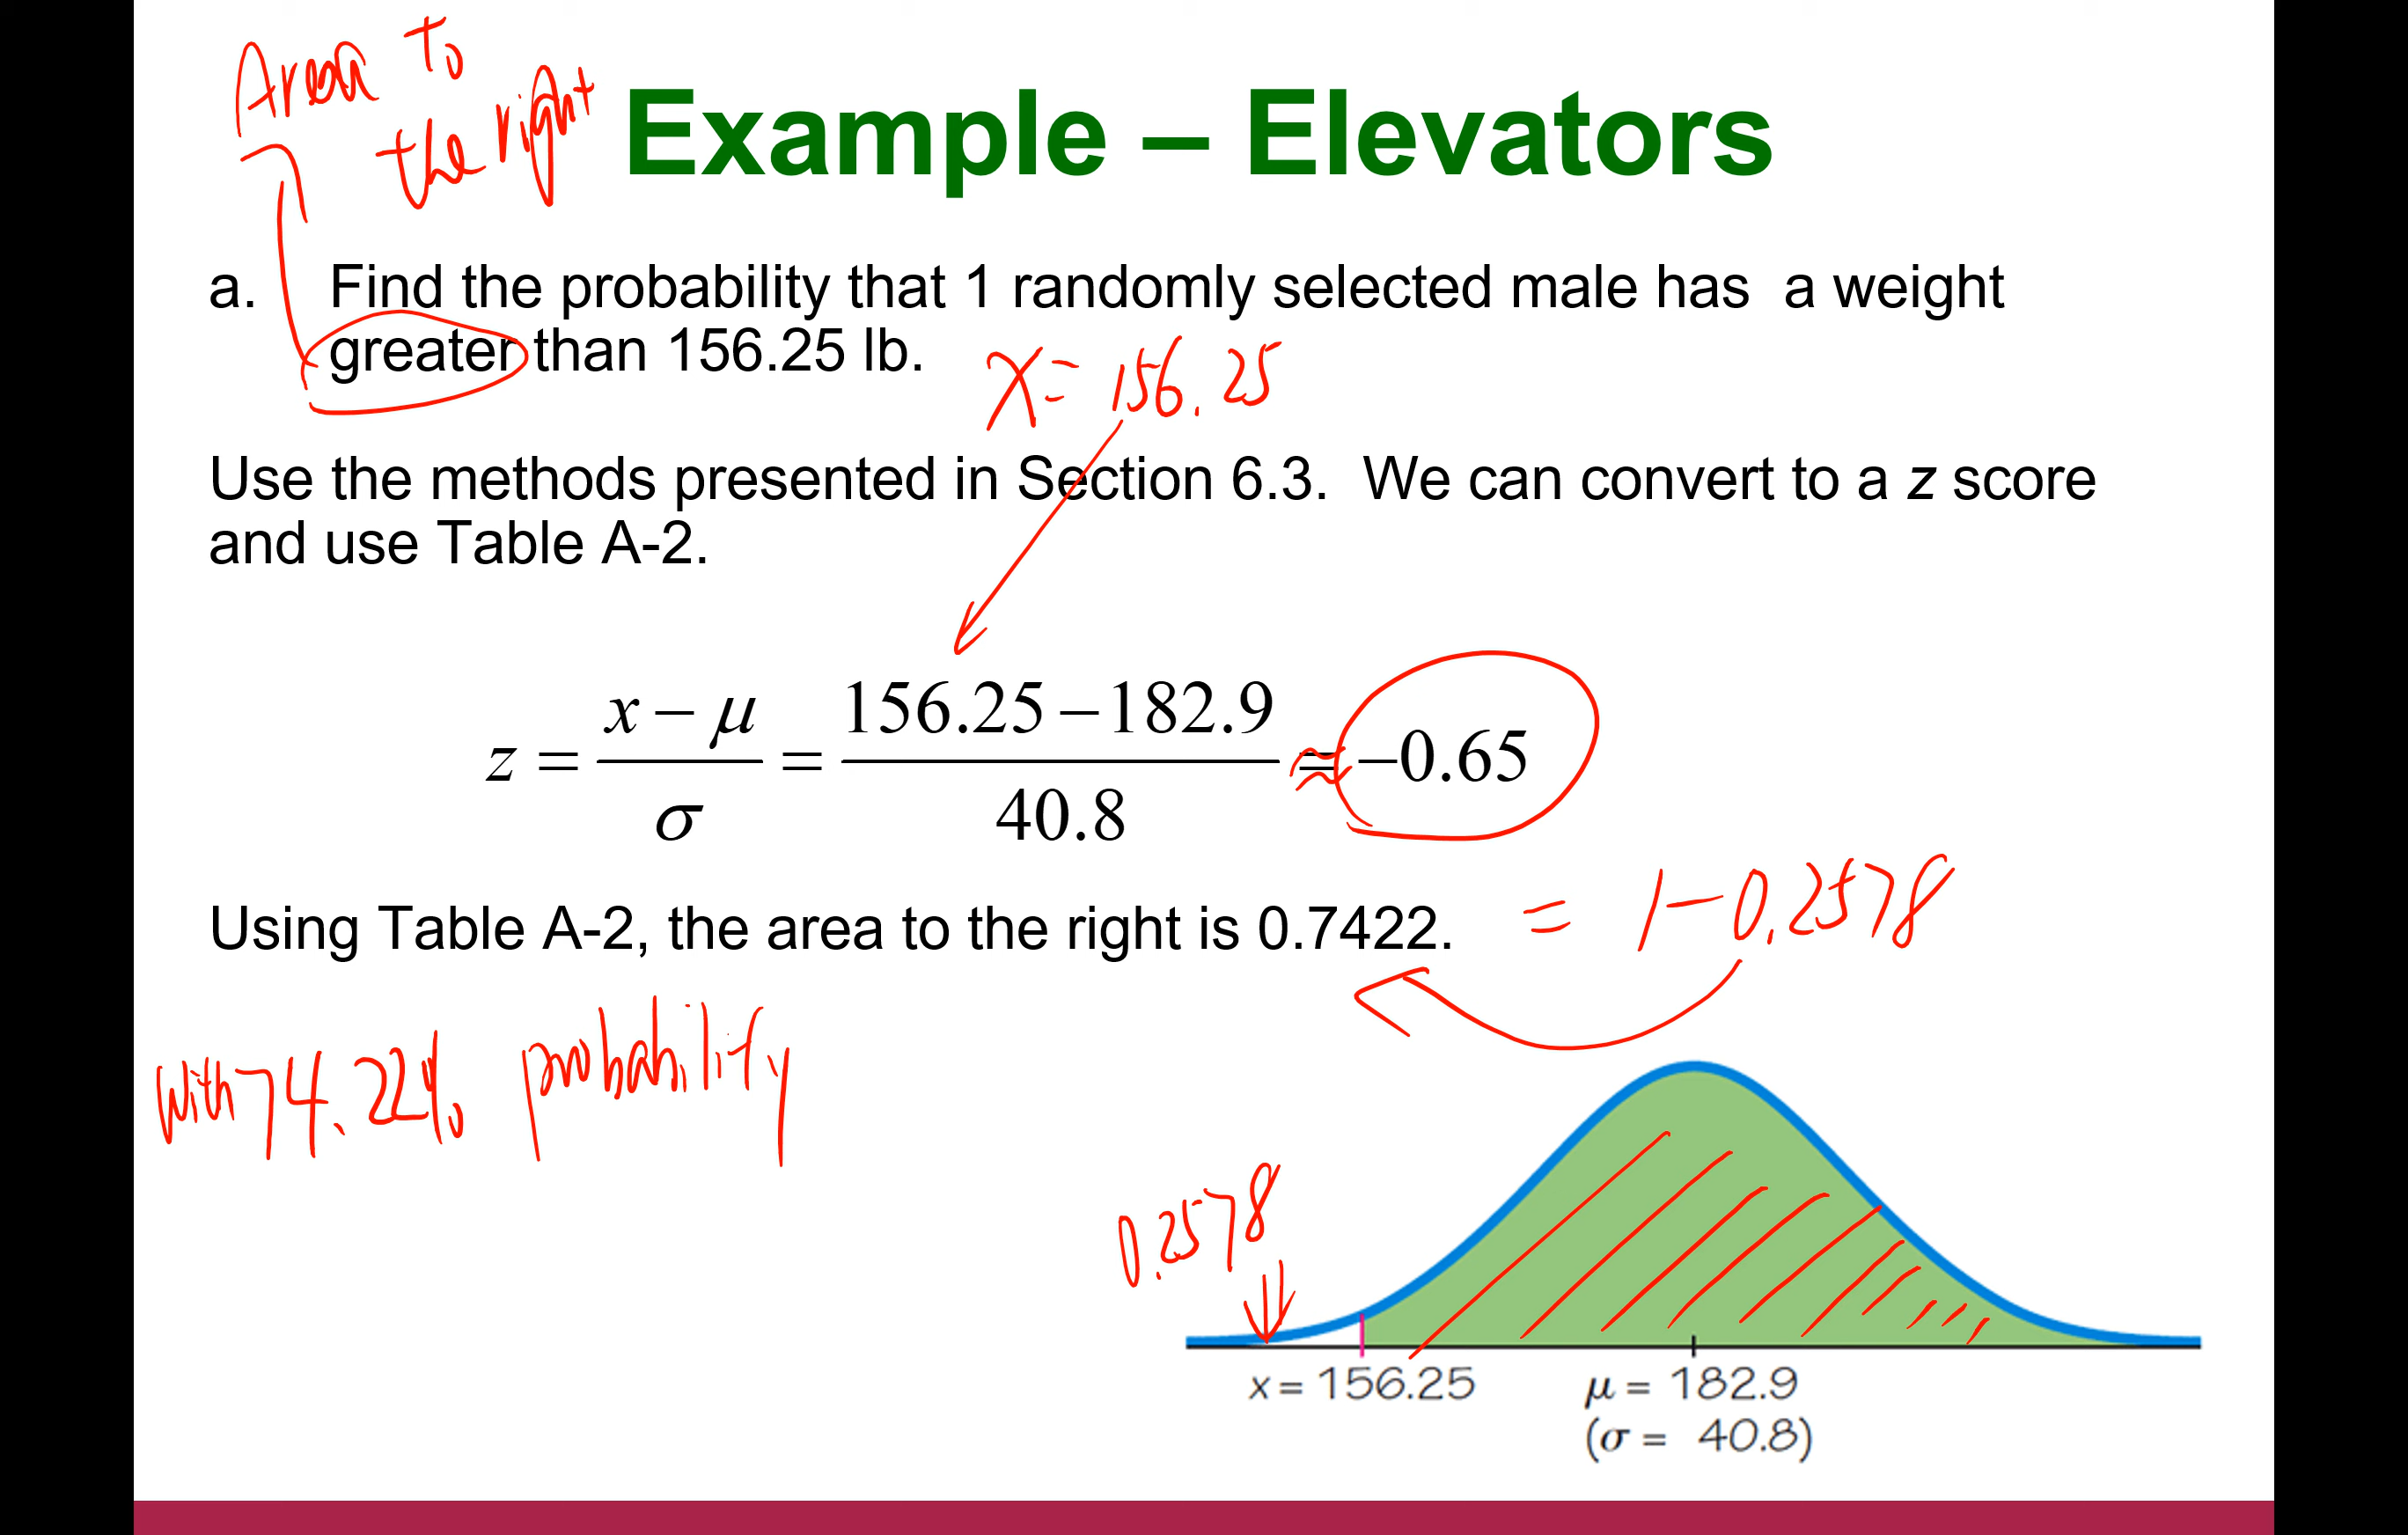 Area to
the right
Example – Elevators
a. Find the probability that 1 randomly selected male has a weight
greater than 156.25 lb.
x = 156.25
Use the methods presented in Section 6.3. We can convert to a z score
and use Table A-2.
z = (x − μ)/σ = (156.25 − 182.9)/40.8 ≈ −0.65
Using Table A-2, the area to the right is 0.7422. = 1 - 0.2578
with 74.22% probability
0.2578
x = 156.25
μ = 182.9
(σ = 40.8)